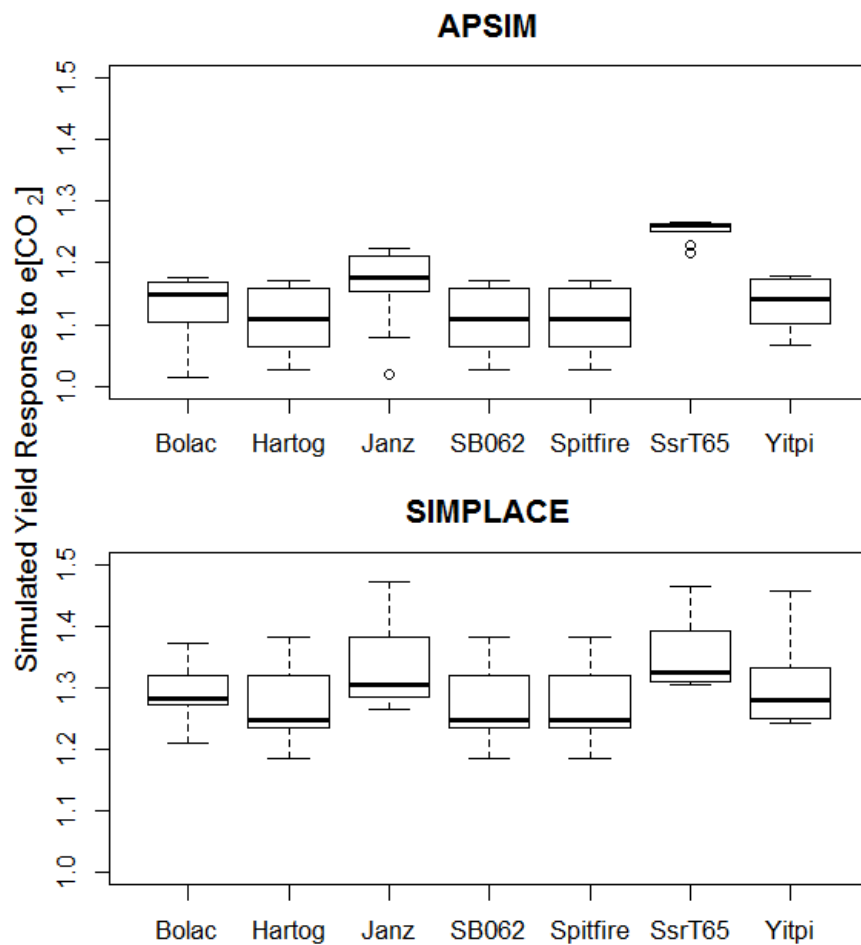 APSIM
Simulated Yield Response to e[CO 2]
1.5
1.4
1.3
1.2
1.1
1.0
Bolac Hartog Janz SB062 Spitfire SsrT65 Yitpi
SIMPLACE
1.5
1.4
1.3
1.2
1.1
1.0
Bolac Hartog Janz SB062 Spitfire SsrT65 Yitpi